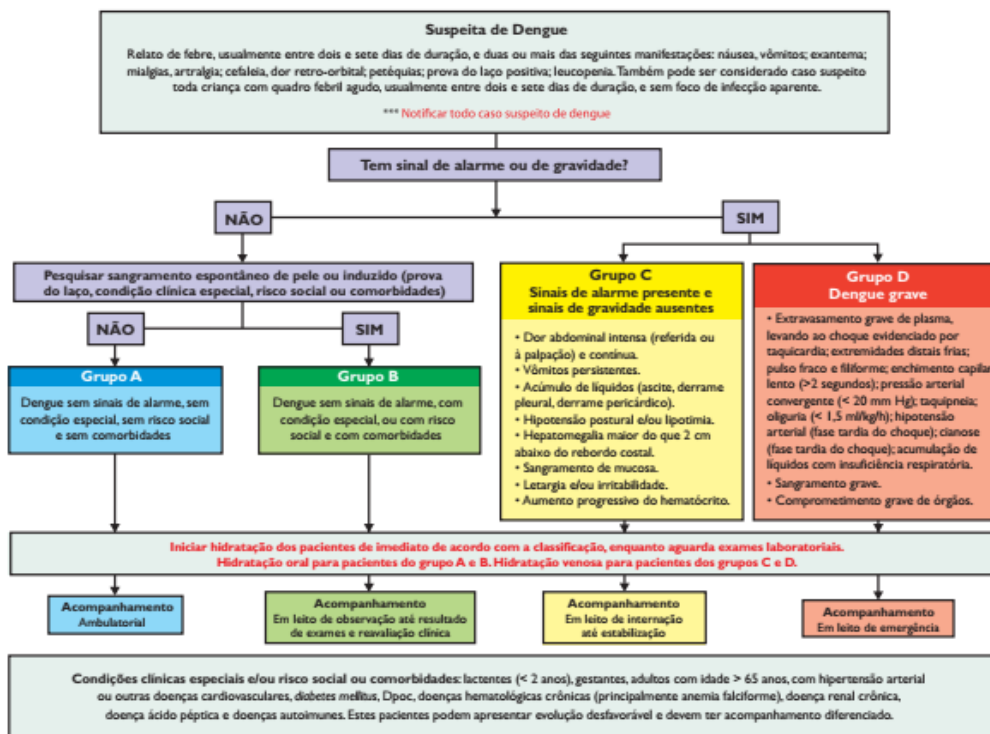 Suspeita de Dengue
Relato de febre, usualmente entre dois e sete dias de duração, e duas ou mais das seguintes manifestações: náusea, vômitos; exantema;
mialgias, artralgia; cefaleia, dor retro-orbital; petéquias; prova do laço positiva; leucopenia. Também pode ser considerado caso suspeito
toda criança com quadro febril agudo, usualmente entre dois e sete dias de duração, e sem foco de infecção aparente.
*** Notificar todo caso suspeito de dengue
Tem sinal de alarme ou de gravidade?
NÃO
SIM
Pesquisar sangramento espontâneo de pele ou induzido (prova
do laço, condição clínica especial, risco social ou comorbidades)
NÃO
SIM
Grupo A
Dengue sem sinais de alarme, sem
condição especial, sem risco social
e sem comorbidades
Grupo B
Dengue sem sinais de alarme, com
condição especial, ou com risco
social e com comorbidades
Grupo C
Sinais de alarme presente e
sinais de gravidade ausentes
• Dor abdominal intensa (referida ou
à palpação) e contínua.
• Vômitos persistentes.
• Acúmulo de líquidos (ascite, derrame
pleural, derrame pericárdico).
• Hipotensão postural e/ou lipotimia.
• Hepatomegalia maior do que 2 cm
abaixo do rebordo costal.
• Sangramento de mucosa.
• Letargia e/ou irritabilidade.
• Aumento progressivo do hematócrito.
Grupo D
Dengue grave
• Extravasamento grave de plasma,
levando ao choque evidenciado por
taquicardia; extremidades distais frias;
pulso fraco e filiforme; enchimento capilar
lento (>2 segundos); pressão arterial
convergente (< 20 mm Hg); taquipneia;
oliguria (< 1,5 ml/kg/h); hipotensão
arterial (fase tardia do choque); cianose
(fase tardia do choque); acumulação de
líquidos com insuficiência respiratória.
• Sangramento grave.
• Comprometimento grave de órgãos.
Iniciar hidratação dos pacientes de imediato de acordo com a classificação, enquanto aguarda exames laboratoriais.
Hidratação oral para pacientes do grupo A e B. Hidratação venosa para pacientes dos grupos C e D.
Acompanhamento
Ambulatorial
Acompanhamento
Em leito de observação até resultado
de exames e reavaliação clínica
Acompanhamento
Em leito de internação
até estabilização
Acompanhamento
Em leito de emergência
Condições clínicas especiais e/ou risco social ou comorbidades: lactentes (< 2 anos), gestantes, adultos com idade > 65 anos, com hipertensão arterial
ou outras doenças cardiovasculares, diabetes mellitus, Dpoc, doenças hematológicas crônicas (principalmente anemia falciforme), doença renal crônica,
doença ácido péptica e doenças autoimunes. Estes pacientes podem apresentar evolução desfavorável e devem ter acompanhamento diferenciado.